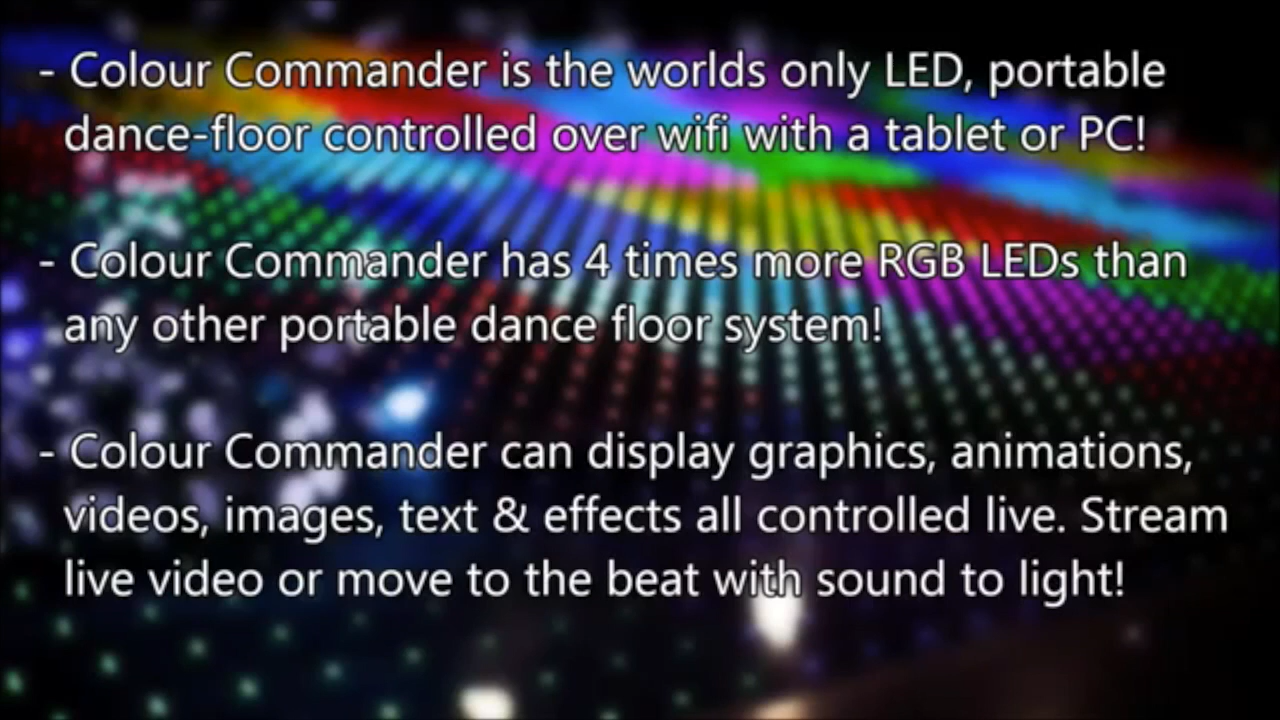 - Colour Commander is the worlds only LED, portable
dance-floor controlled over wifi with a tablet or PC!
- Colour Commander has 4 times more RGB LEDs than
any other portable dance floor system!
- Colour Commander can display graphics, animations,
videos, images, text & effects all controlled live. Stream
live video or move to the beat with sound to light!